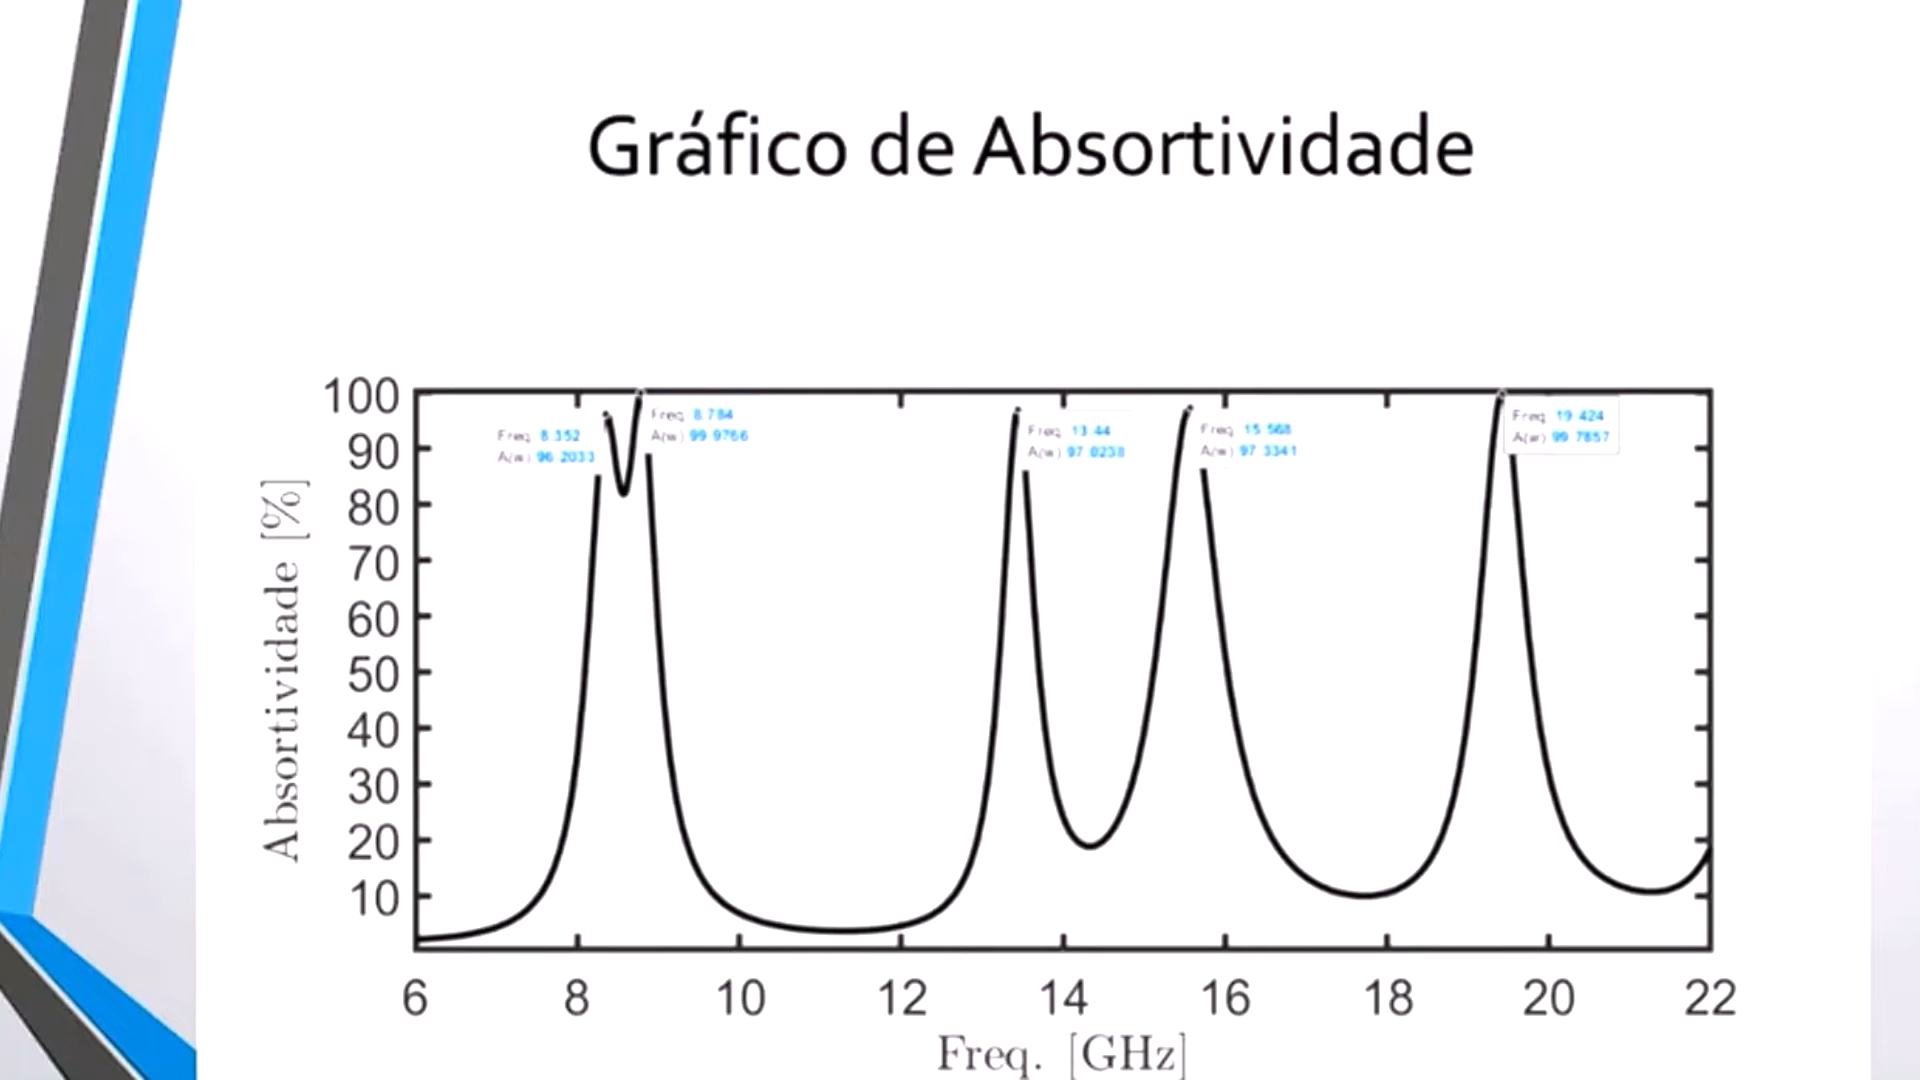 Gráfico de Absortividade
Absortividade [%]
100
90
80
70
60
50
40
30
20
10
Freq. 8.352
A(w) 96.2033
Freq. 8.784
A(w) 99.9766
Freq. 13.44
A(w) 97.0238
Freq. 15.568
A(w) 97.3341
Freq. 19.424
A(w) 99.7857
6 8 10 12 14 16 18 20 22
Freq. [GHz]